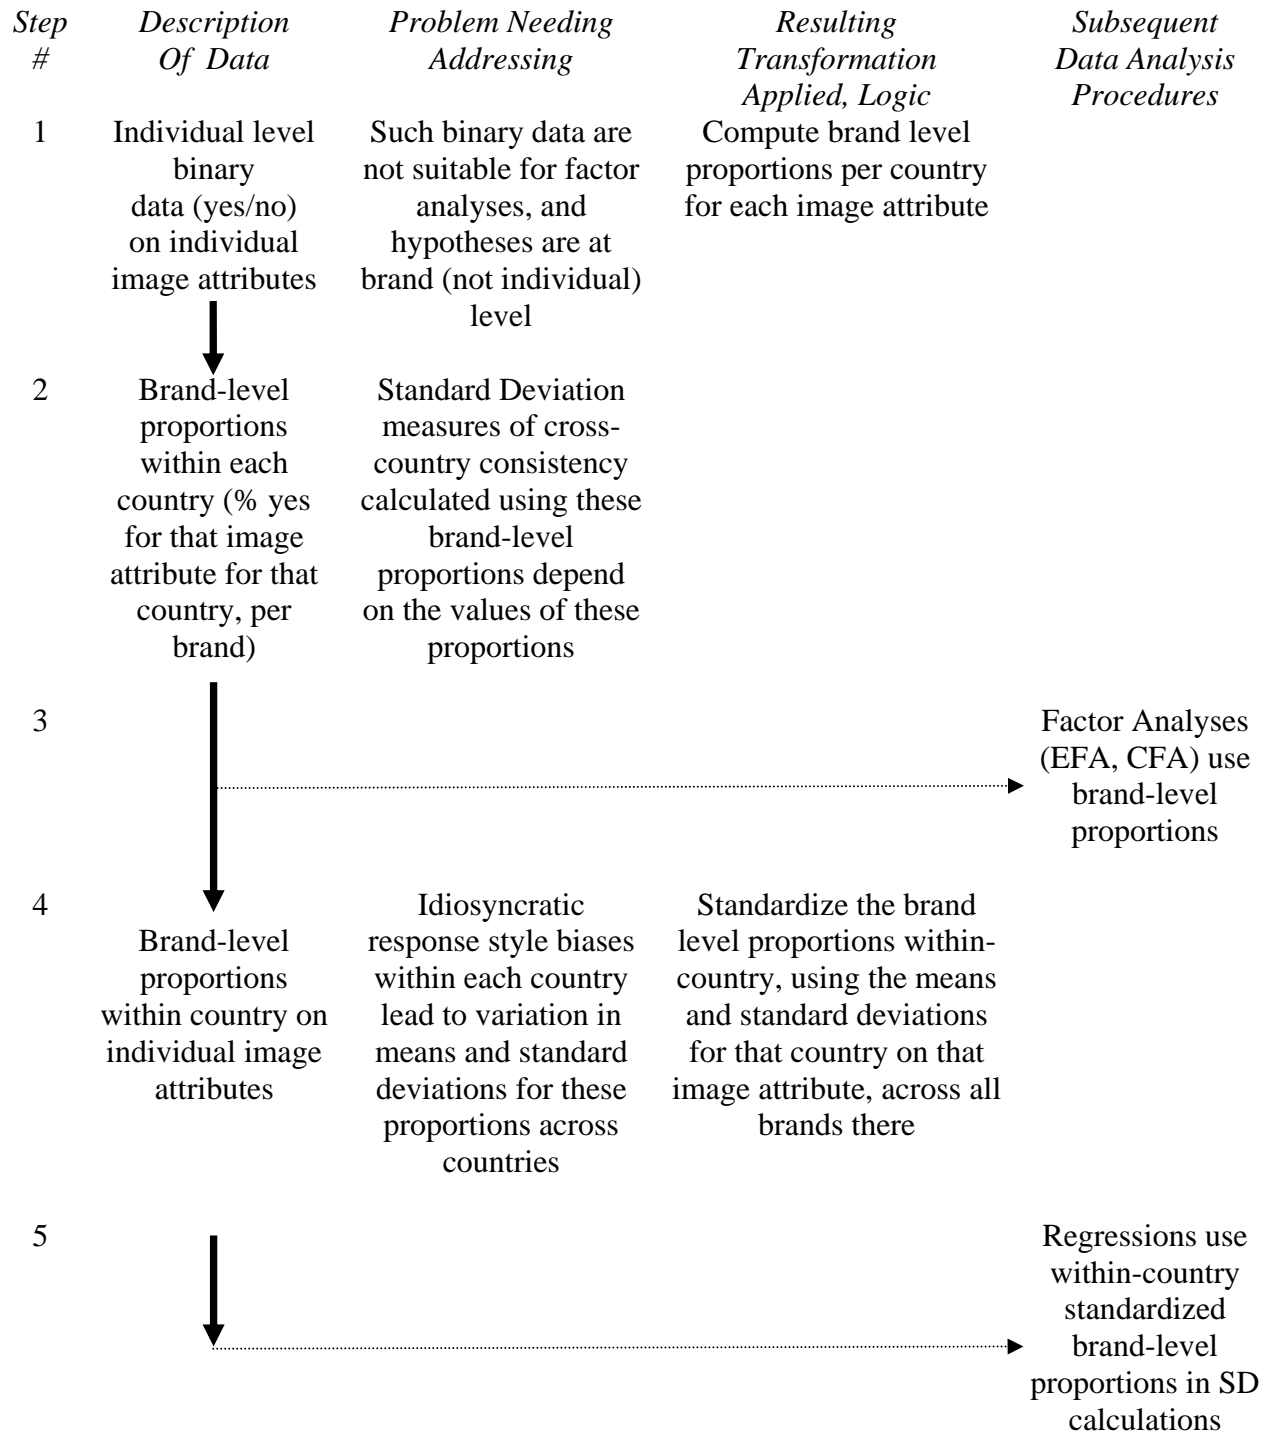 Step
#
Description
Of Data
Problem Needing
Addressing
Resulting
Transformation
Applied, Logic
Subsequent
Data Analysis
Procedures
1
Individual level
binary
data (yes/no)
on individual
image attributes
Such binary data are
not suitable for factor
analyses, and
hypotheses are at
brand (not individual)
level
Compute brand level
proportions per country
for each image attribute
2
Brand-level
proportions
within each
country (% yes
for that image
attribute for that
country, per
brand)
Standard Deviation
measures of cross-
country consistency
calculated using these
brand-level
proportions depend
on the values of these
proportions
3
Factor Analyses
(EFA, CFA) use
brand-level
proportions
4
Brand-level
proportions
within country on
individual image
attributes
Idiosyncratic
response style biases
within each country
lead to variation in
means and standard
deviations for these
proportions across
countries
Standardize the brand
level proportions within-
country, using the means
and standard deviations
for that country on that
image attribute, across all
brands there
5
Regressions use
within-country
standardized
brand-level
proportions in SD
calculations